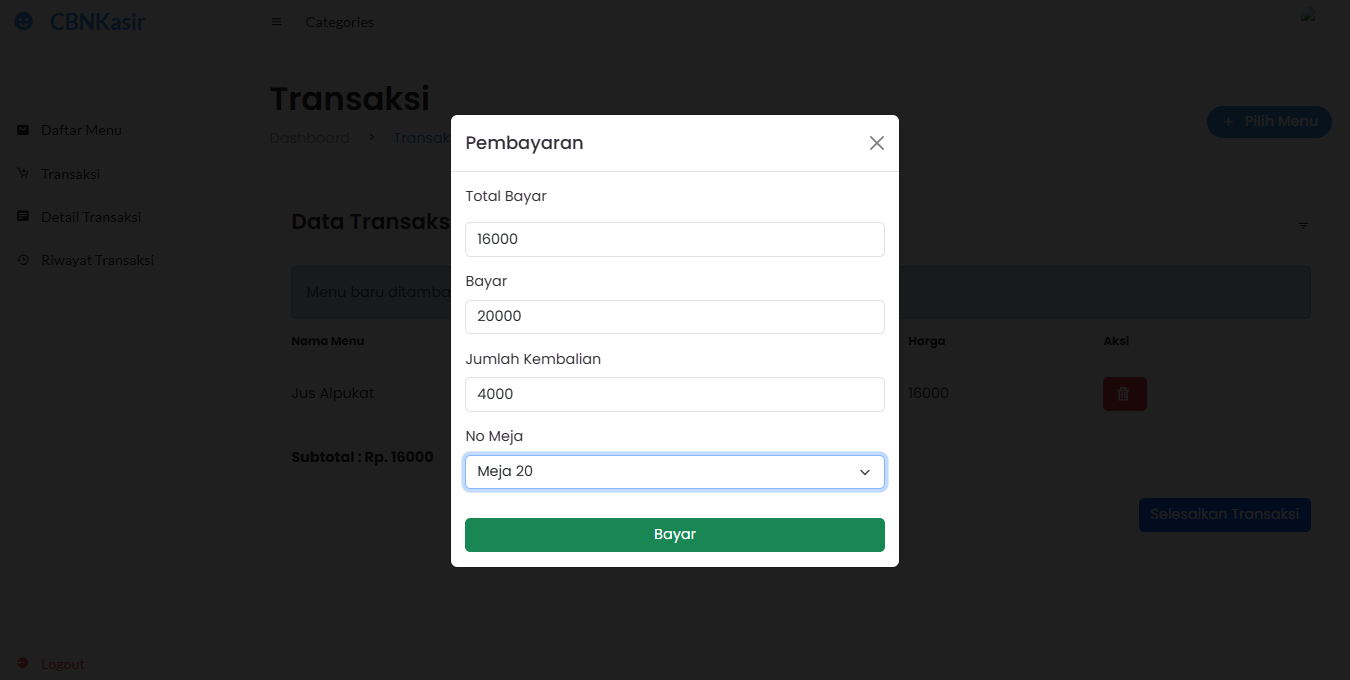 CBNKasir
Categories
Transaksi
Dashboard
Transak
+ Pilih Menu
Daftar Menu
Transaksi
Detail Transaksi
Riwayat Transaksi
Logout
Data Transaks
Menu baru ditamba
Nama Menu
Harga
Aksi
Jus Alpukat
16000
Subtotal : Rp. 16000
Selesaikan Transaksi
Pembayaran
Total Bayar
16000
Bayar
20000
Jumlah Kembalian
4000
No Meja
Meja 20
Bayar